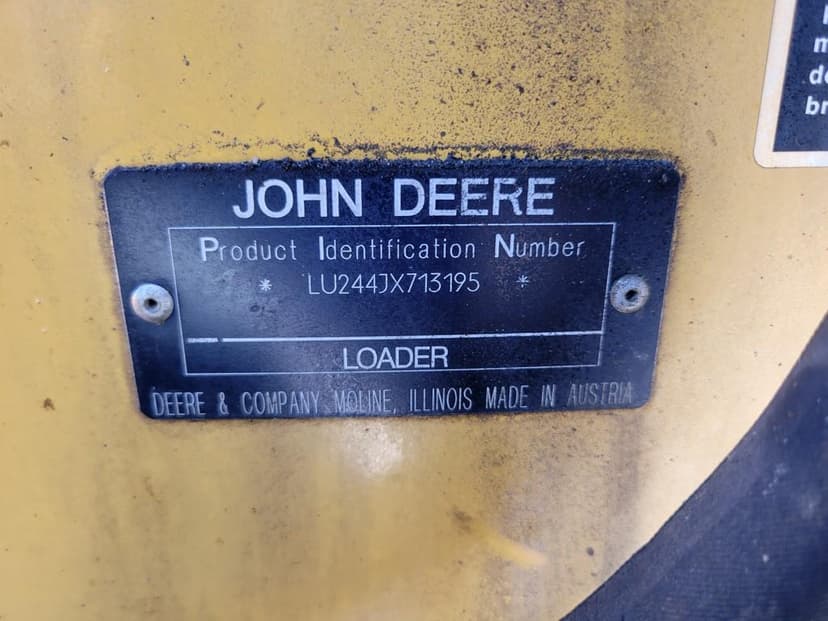 JOHN DEERE
Product Identification Number
* LU244JX713195 *
LOADER
DEERE & COMPANY MOLINE, ILLINOIS MADE IN AUSTRIA